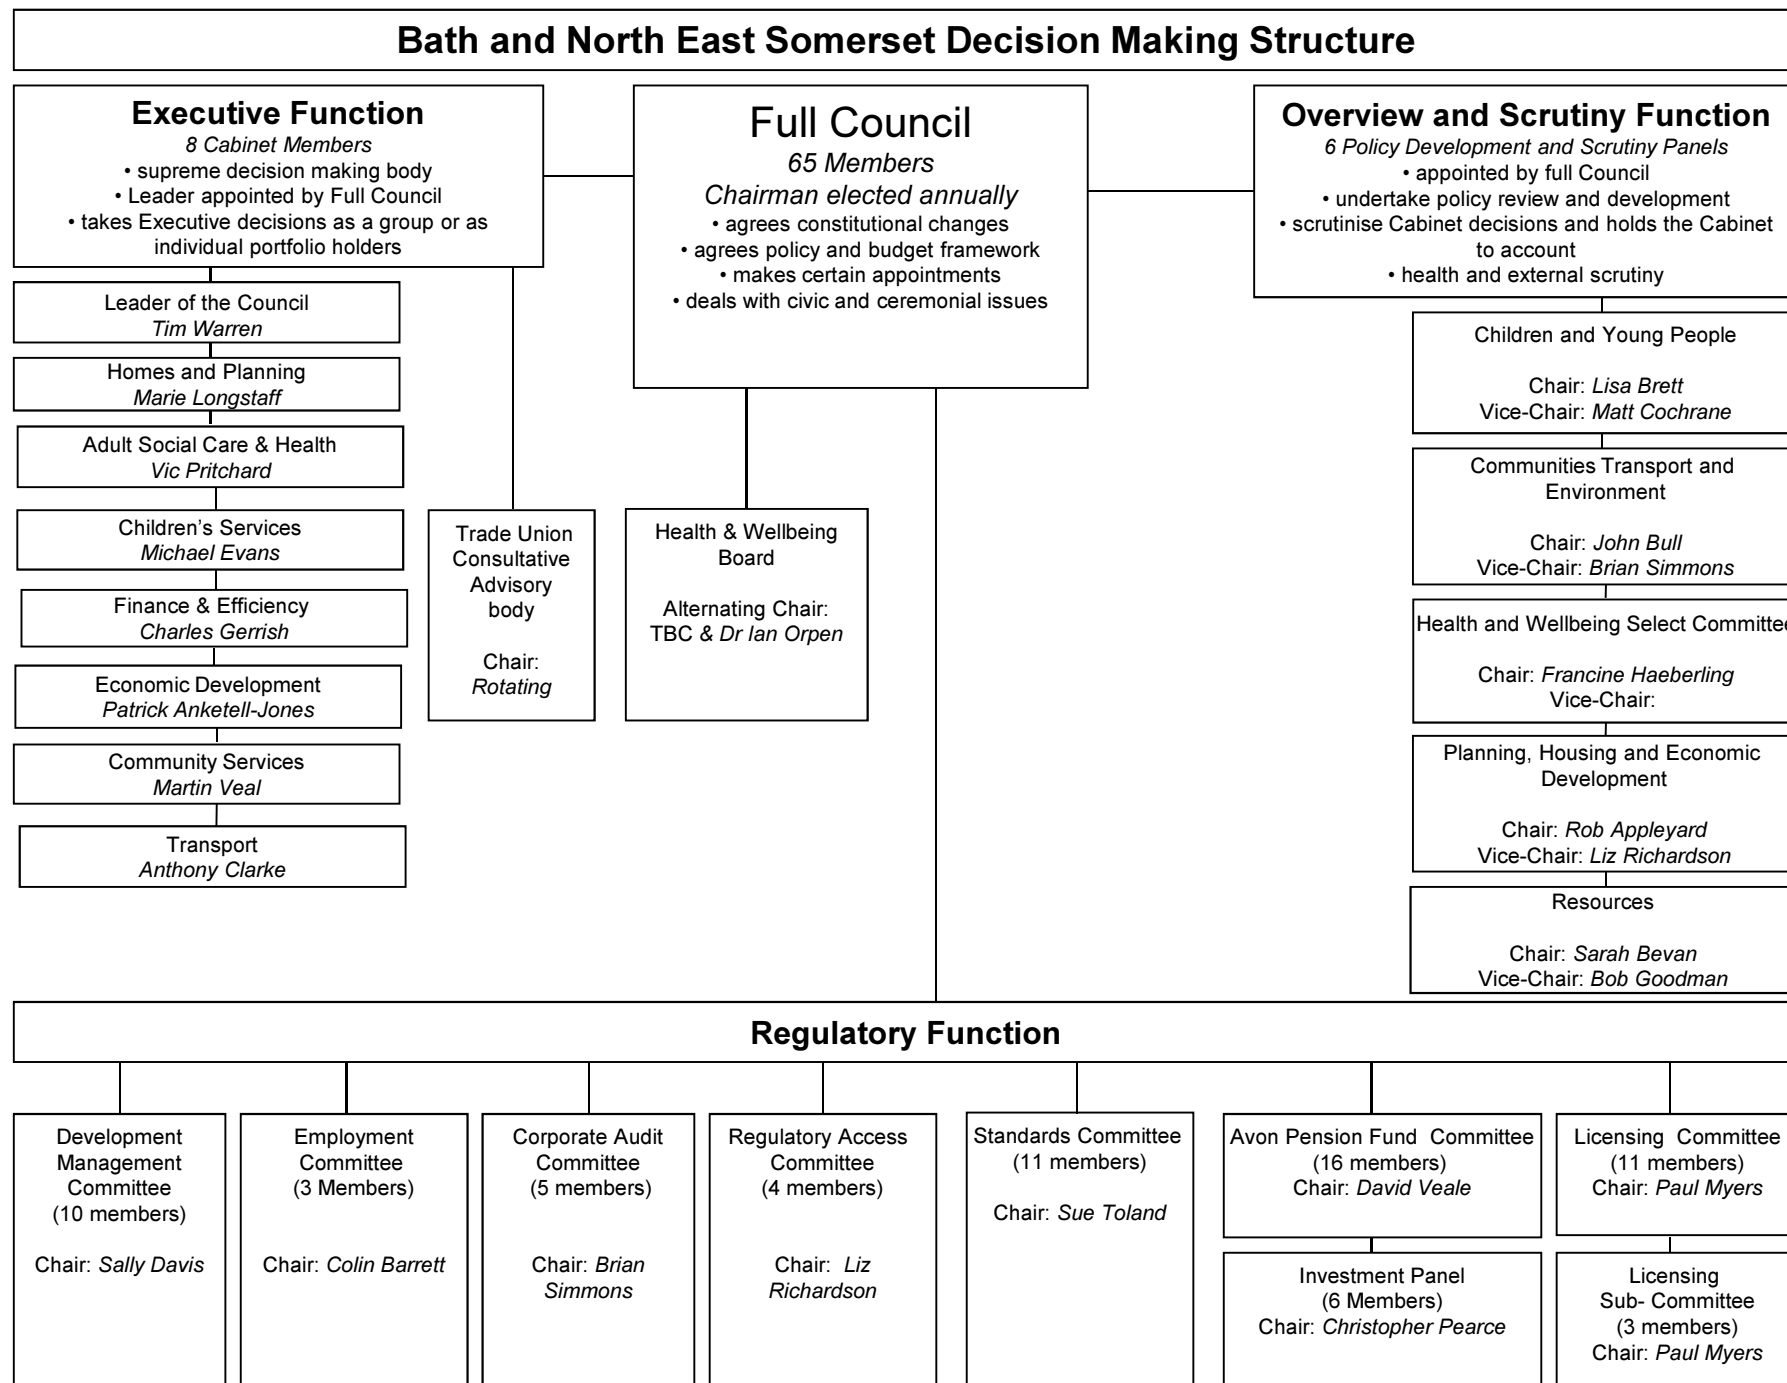 Bath and North East Somerset Decision Making Structure
Executive Function
8 Cabinet Members
• supreme decision making body
• Leader appointed by Full Council
• takes Executive decisions as a group or as
individual portfolio holders
Full Council
65 Members
Chairman elected annually
• agrees constitutional changes
• agrees policy and budget framework
• makes certain appointments
• deals with civic and ceremonial issues
Overview and Scrutiny Function
6 Policy Development and Scrutiny Panels
• appointed by full Council
• undertake policy review and development
• scrutinise Cabinet decisions and holds the Cabinet
to account
• health and external scrutiny
Leader of the Council
Tim Warren
Homes and Planning
Marie Longstaff
Adult Social Care & Health
Vic Pritchard
Children’s Services
Michael Evans
Finance & Efficiency
Charles Gerrish
Economic Development
Patrick Anketell-Jones
Community Services
Martin Veal
Transport
Anthony Clarke
Trade Union
Consultative
Advisory
body
Chair:
Rotating
Health & Wellbeing
Board
Alternating Chair:
TBC & Dr Ian Orpen
Children and Young People
Chair: Lisa Brett
Vice-Chair: Matt Cochrane
Communities Transport and
Environment
Chair: John Bull
Vice-Chair: Brian Simmons
Health and Wellbeing Select Committee
Chair: Francine Haeberling
Vice-Chair:
Planning, Housing and Economic
Development
Chair: Rob Appleyard
Vice-Chair: Liz Richardson
Resources
Chair: Sarah Bevan
Vice-Chair: Bob Goodman
Regulatory Function
Development
Management
Committee
(10 members)
Chair: Sally Davis
Employment
Committee
(3 Members)
Chair: Colin Barrett
Corporate Audit
Committee
(5 members)
Chair: Brian
Simmons
Regulatory Access
Committee
(4 members)
Chair: Liz
Richardson
Standards Committee
(11 members)
Chair: Sue Toland
Avon Pension Fund Committee
(16 members)
Chair: David Veale
Investment Panel
(6 Members)
Chair: Christopher Pearce
Licensing Committee
(11 members)
Chair: Paul Myers
Licensing
Sub- Committee
(3 members)
Chair: Paul Myers